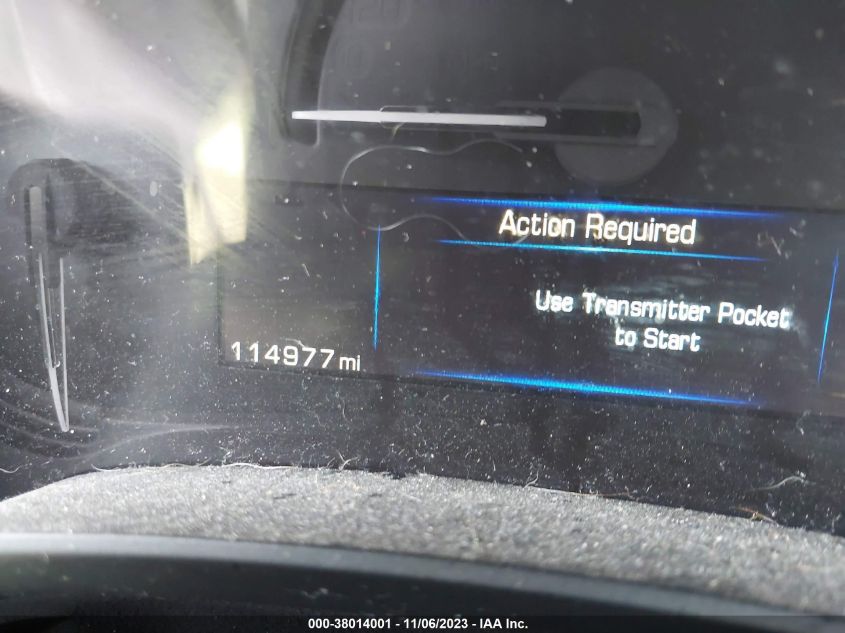 Action Required
Use Transmitter Pocket
to Start
114977 mi
000-38014001 - 11/06/2023 - IAA Inc.